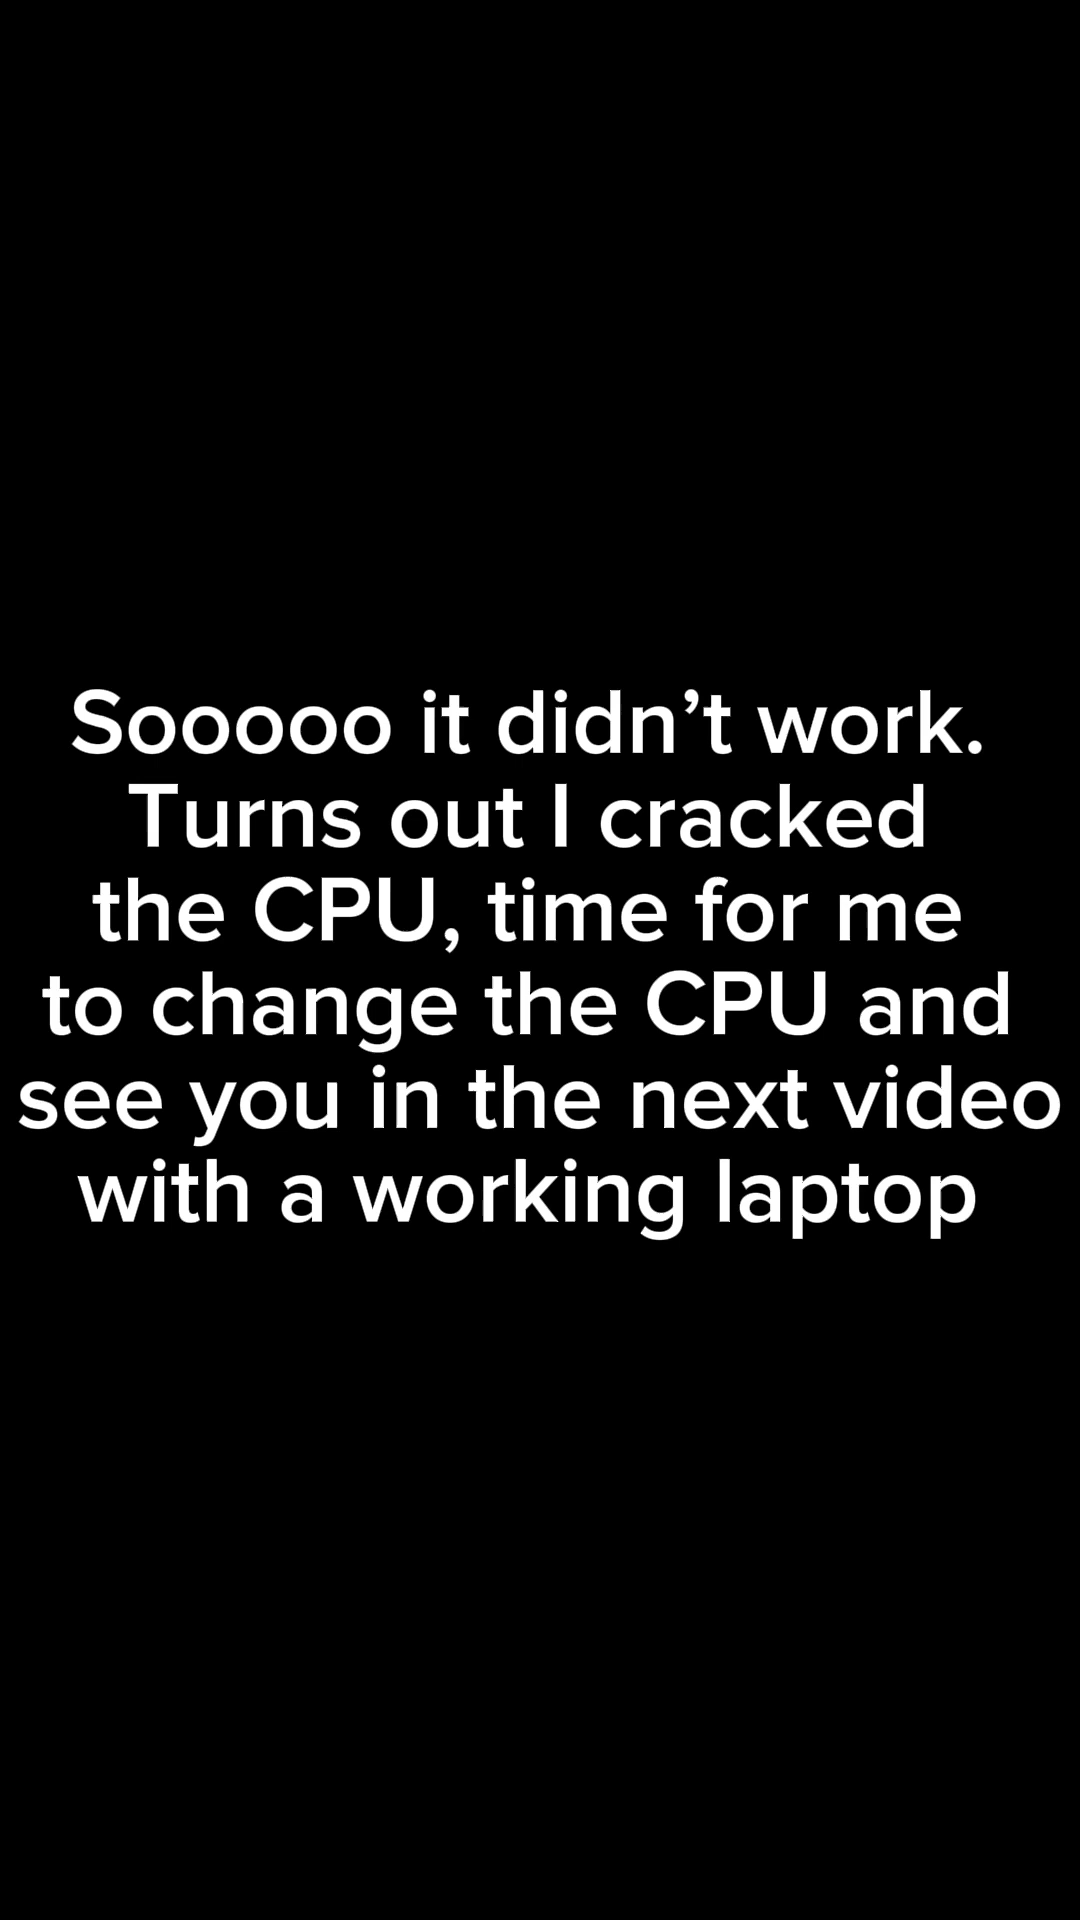 Sooooo it didn’t work.
Turns out I cracked
the CPU, time for me
to change the CPU and
see you in the next video
with a working laptop